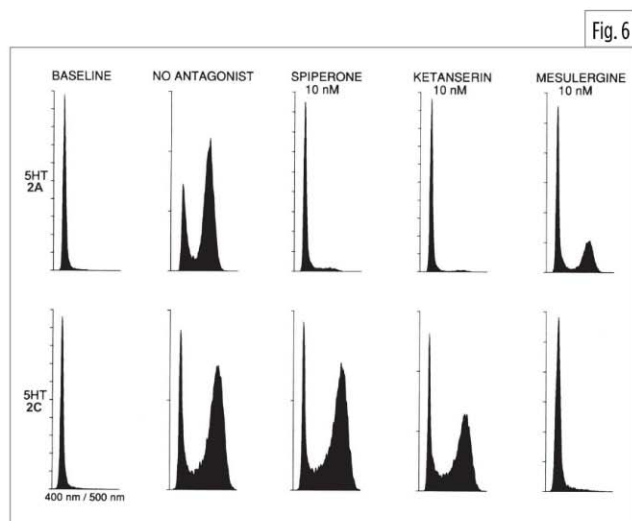 Fig. 6
BASELINE
NO ANTAGONIST
SPIPERONE
10 nM
KETANSERIN
10 nM
MESULERGINE
10 nM
5HT
2A
5HT
2C
400 nm / 500 nm